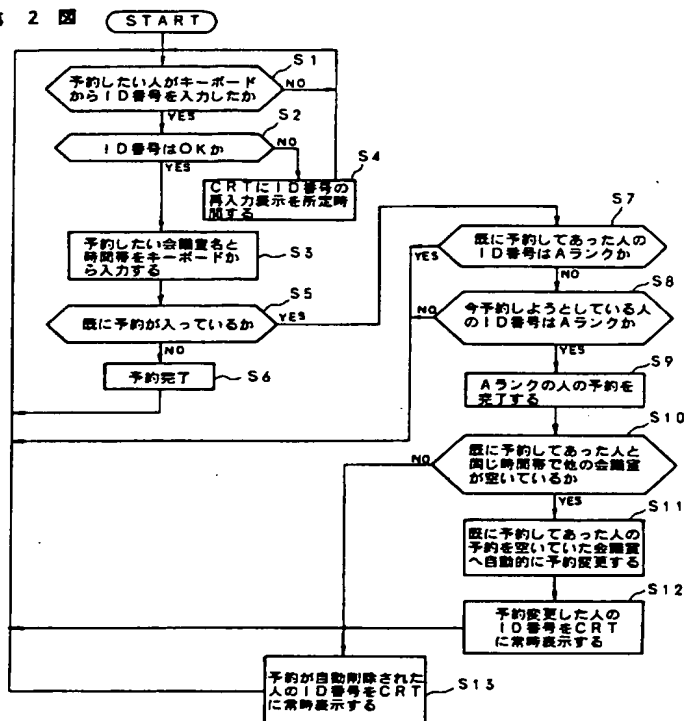 第 2 図
START
S1
予約したい人がキーボード
からID番号を入力したか
NO
YES
S2
ID番号はOKか
NO
YES
S4
CRTにID番号の
再入力表示を所定時
間する
予約したい会議室名と
時間帯をキーボードか
ら入力する
S3
S5
既に予約が入っているか
YES
NO
予約完了
S6
S7
既に予約してあった人の
ID番号はAランクか
YES
NO
S8
今予約しようとしている人
のID番号はAランクか
NO
YES
S9
Aランクの人の予約を
完了する
S10
既に予約してあった人と
同じ時間帯で他の会議室
が空いているか
NO
YES
S11
既に予約してあった人の
予約を空いていた会議室
へ自動的に予約変更する
S12
予約変更した人の
ID番号をCRT
に常時表示する
予約が自動削除された
人のID番号をCRT
に常時表示する
S13